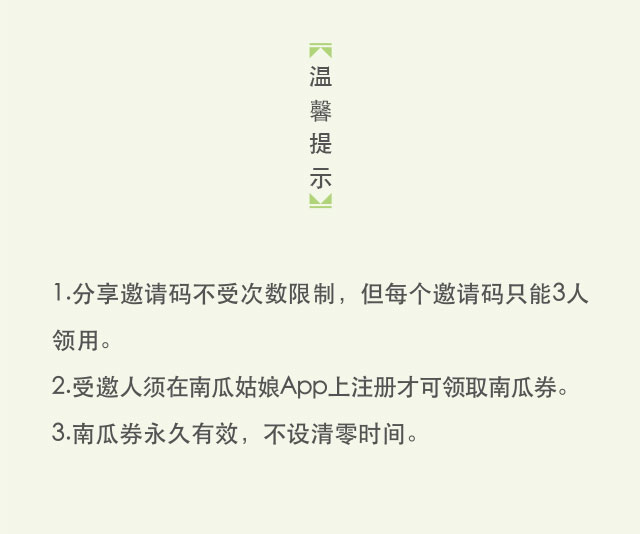 温馨提示
1.分享邀请码不受次数限制，但每个邀请码只能3人
领用。
2.受邀人须在南瓜姑娘App上注册才可领取南瓜券。
3.南瓜券永久有效，不设清零时间。